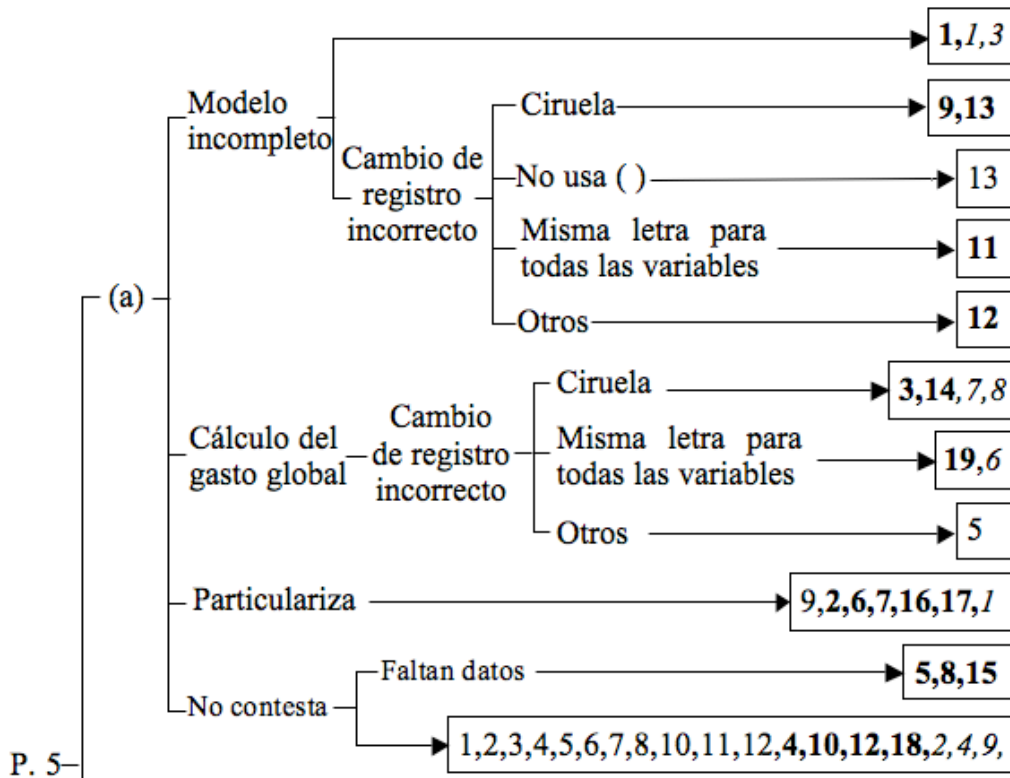 1,1,3
Modelo
incompleto
Cambio de
registro
incorrecto
Ciruela
9,13
No usa ( )
13
Misma letra para
todas las variables
11
Otros
12
(a)
Cálculo del
gasto global
Cambio
de registro
incorrecto
Ciruela
3,14,7,8
Misma letra para
todas las variables
19,6
Otros
5
Particulariza
9,2,6,7,16,17,1
No contesta
Faltan datos
5,8,15
1,2,3,4,5,6,7,8,10,11,12,4,10,12,18,2,4,9,
P. 5